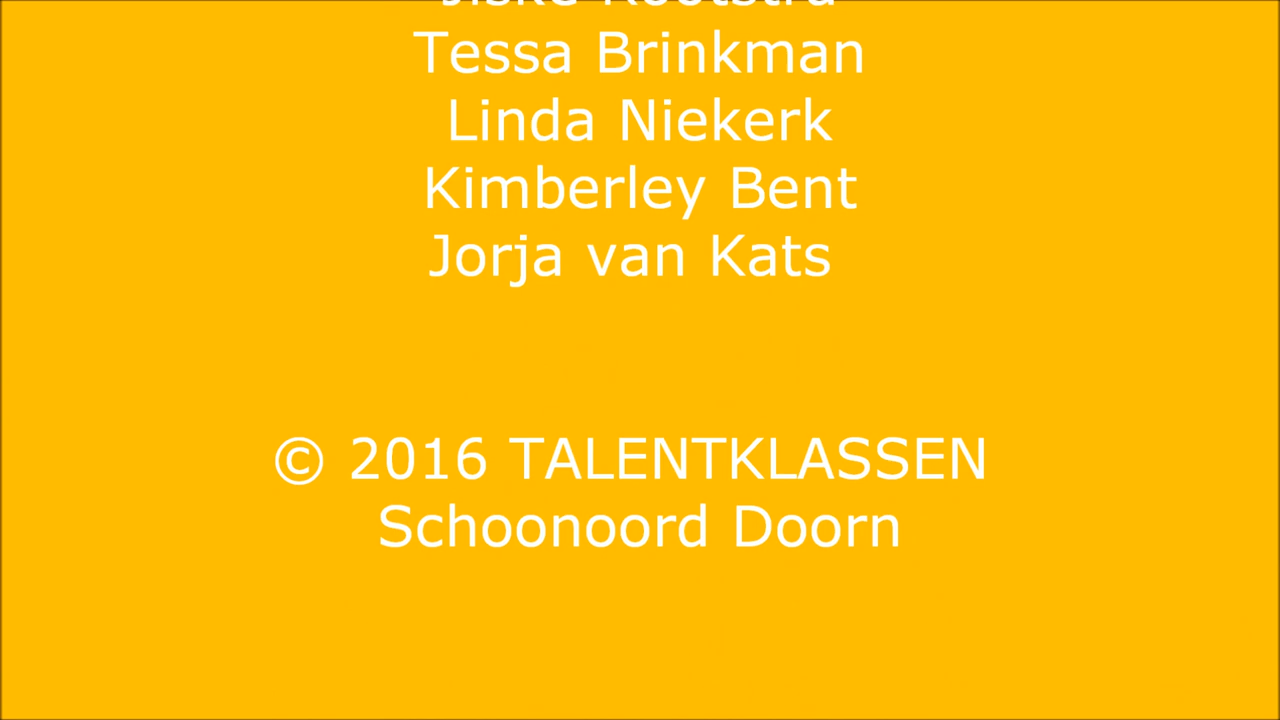 Tessa Brinkman
Linda Niekerk
Kimberley Bent
Jorja van Kats
© 2016 TALENTKLASSEN
Schoonoord Doorn